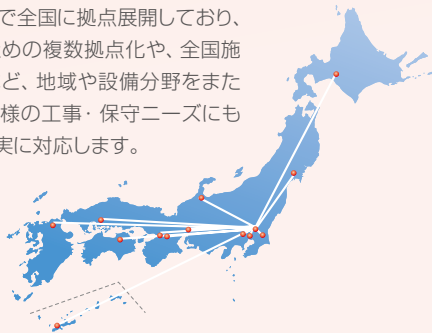 で全国に拠点展開しており、
めの複数拠点化や、全国施
ど、地域や設備分野をまた
様の工事・保守ニーズにも
実に対応します。